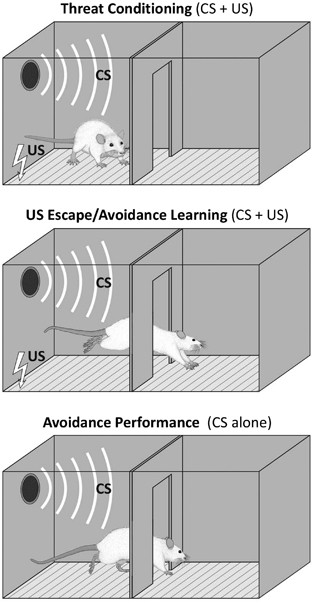 Threat Conditioning (CS + US)
CS
US
US Escape/Avoidance Learning (CS + US)
CS
US
Avoidance Performance (CS alone)
CS